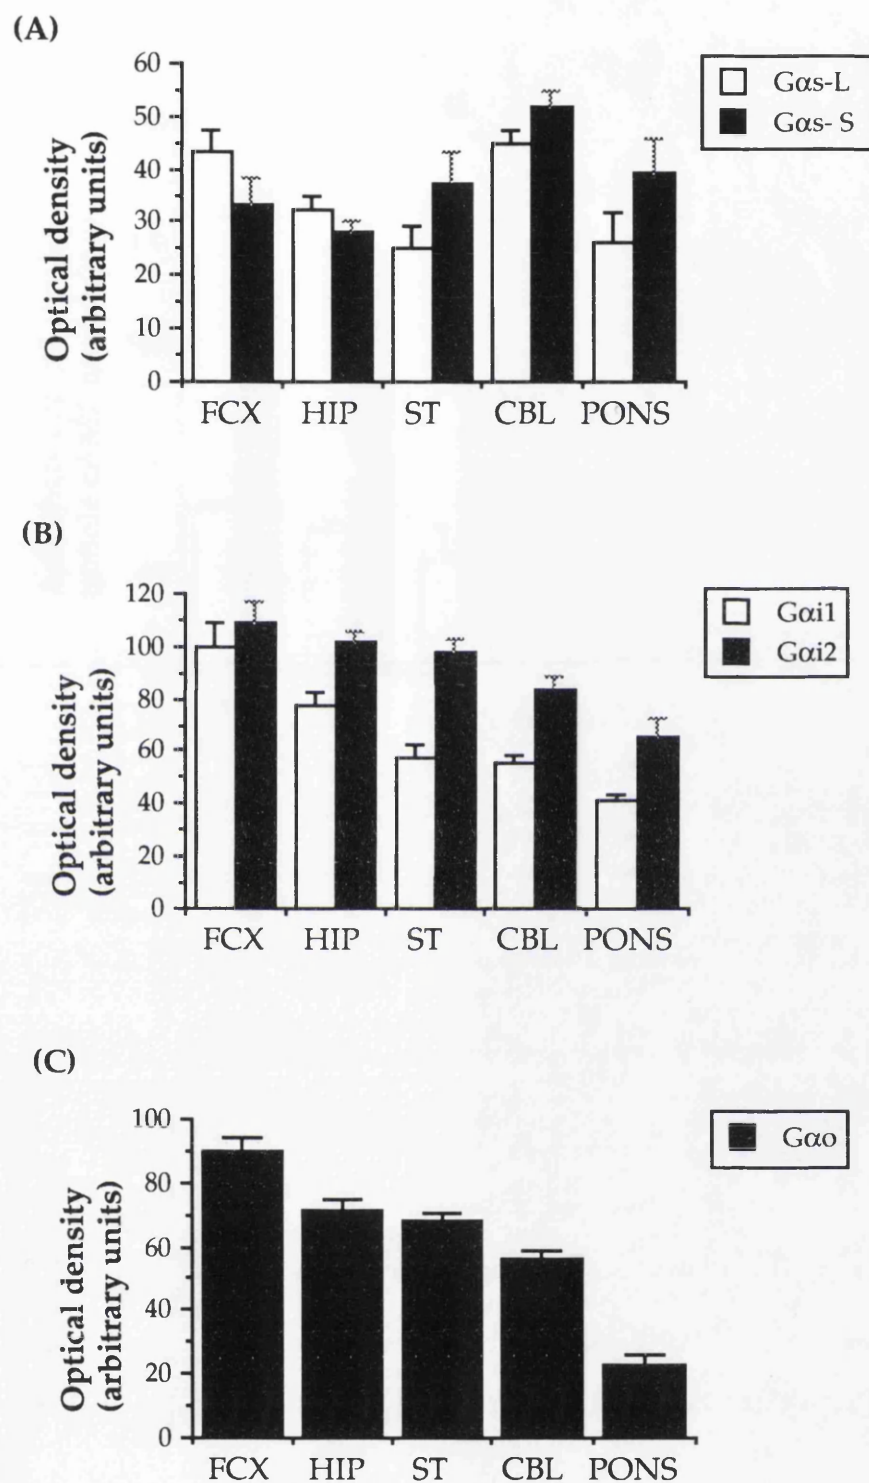 (A)
60
50
40
30
20
10
0
Optical density
(arbitrary units)
FCX HIP ST CBL PONS
Gαs-L
Gαs- S
(B)
120
100
80
60
40
20
0
Optical density
(arbitrary units)
FCX HIP ST CBL PONS
Gαi1
Gαi2
(C)
100
80
60
40
20
0
Optical density
(arbitrary units)
FCX HIP ST CBL PONS
Gαo